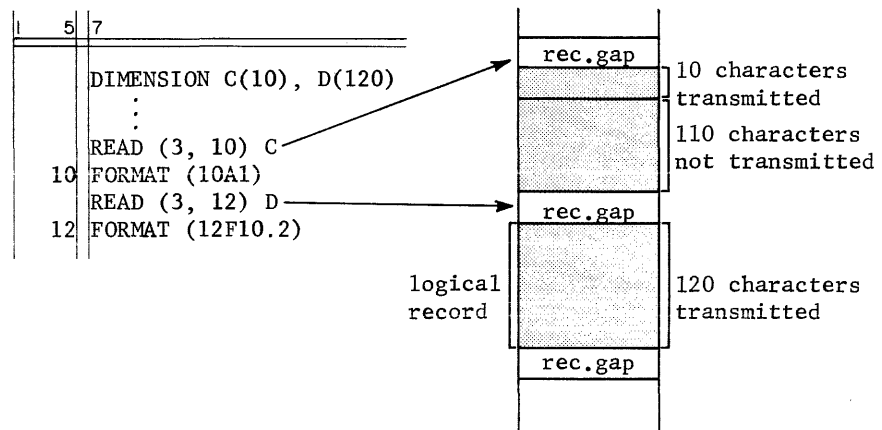 1 5 7
DIMENSION C(10), D(120)
READ (3, 10) C
10 FORMAT (10A1)
READ (3, 12) D
12 FORMAT (12F10.2)
rec.gap
10 characters
transmitted
110 characters
not transmitted
rec.gap
logical
record
120 characters
transmitted
rec.gap